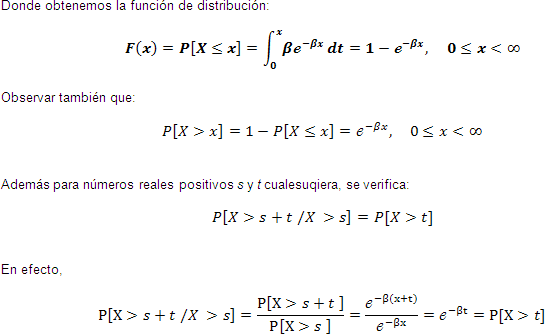 Donde obtenemos la función de distribución:
F(x) = P[X ≤ x] = ∫₀ˣ βe^{−βx} dt = 1 − e^{−βx}, 0 ≤ x < ∞
Observar también que:
P[X > x] = 1 − P[X ≤ x] = e^{−βx}, 0 ≤ x < ∞
Además para números reales positivos s y t cualesuqiera, se verifica:
P[X > s + t /X > s] = P[X > t]
En efecto,
P[X > s + t /X > s] = P[X > s + t ] / P[X > s ] = e^{−β(x+t)} / e^{−βx} = e^{−βt} = P[X > t]